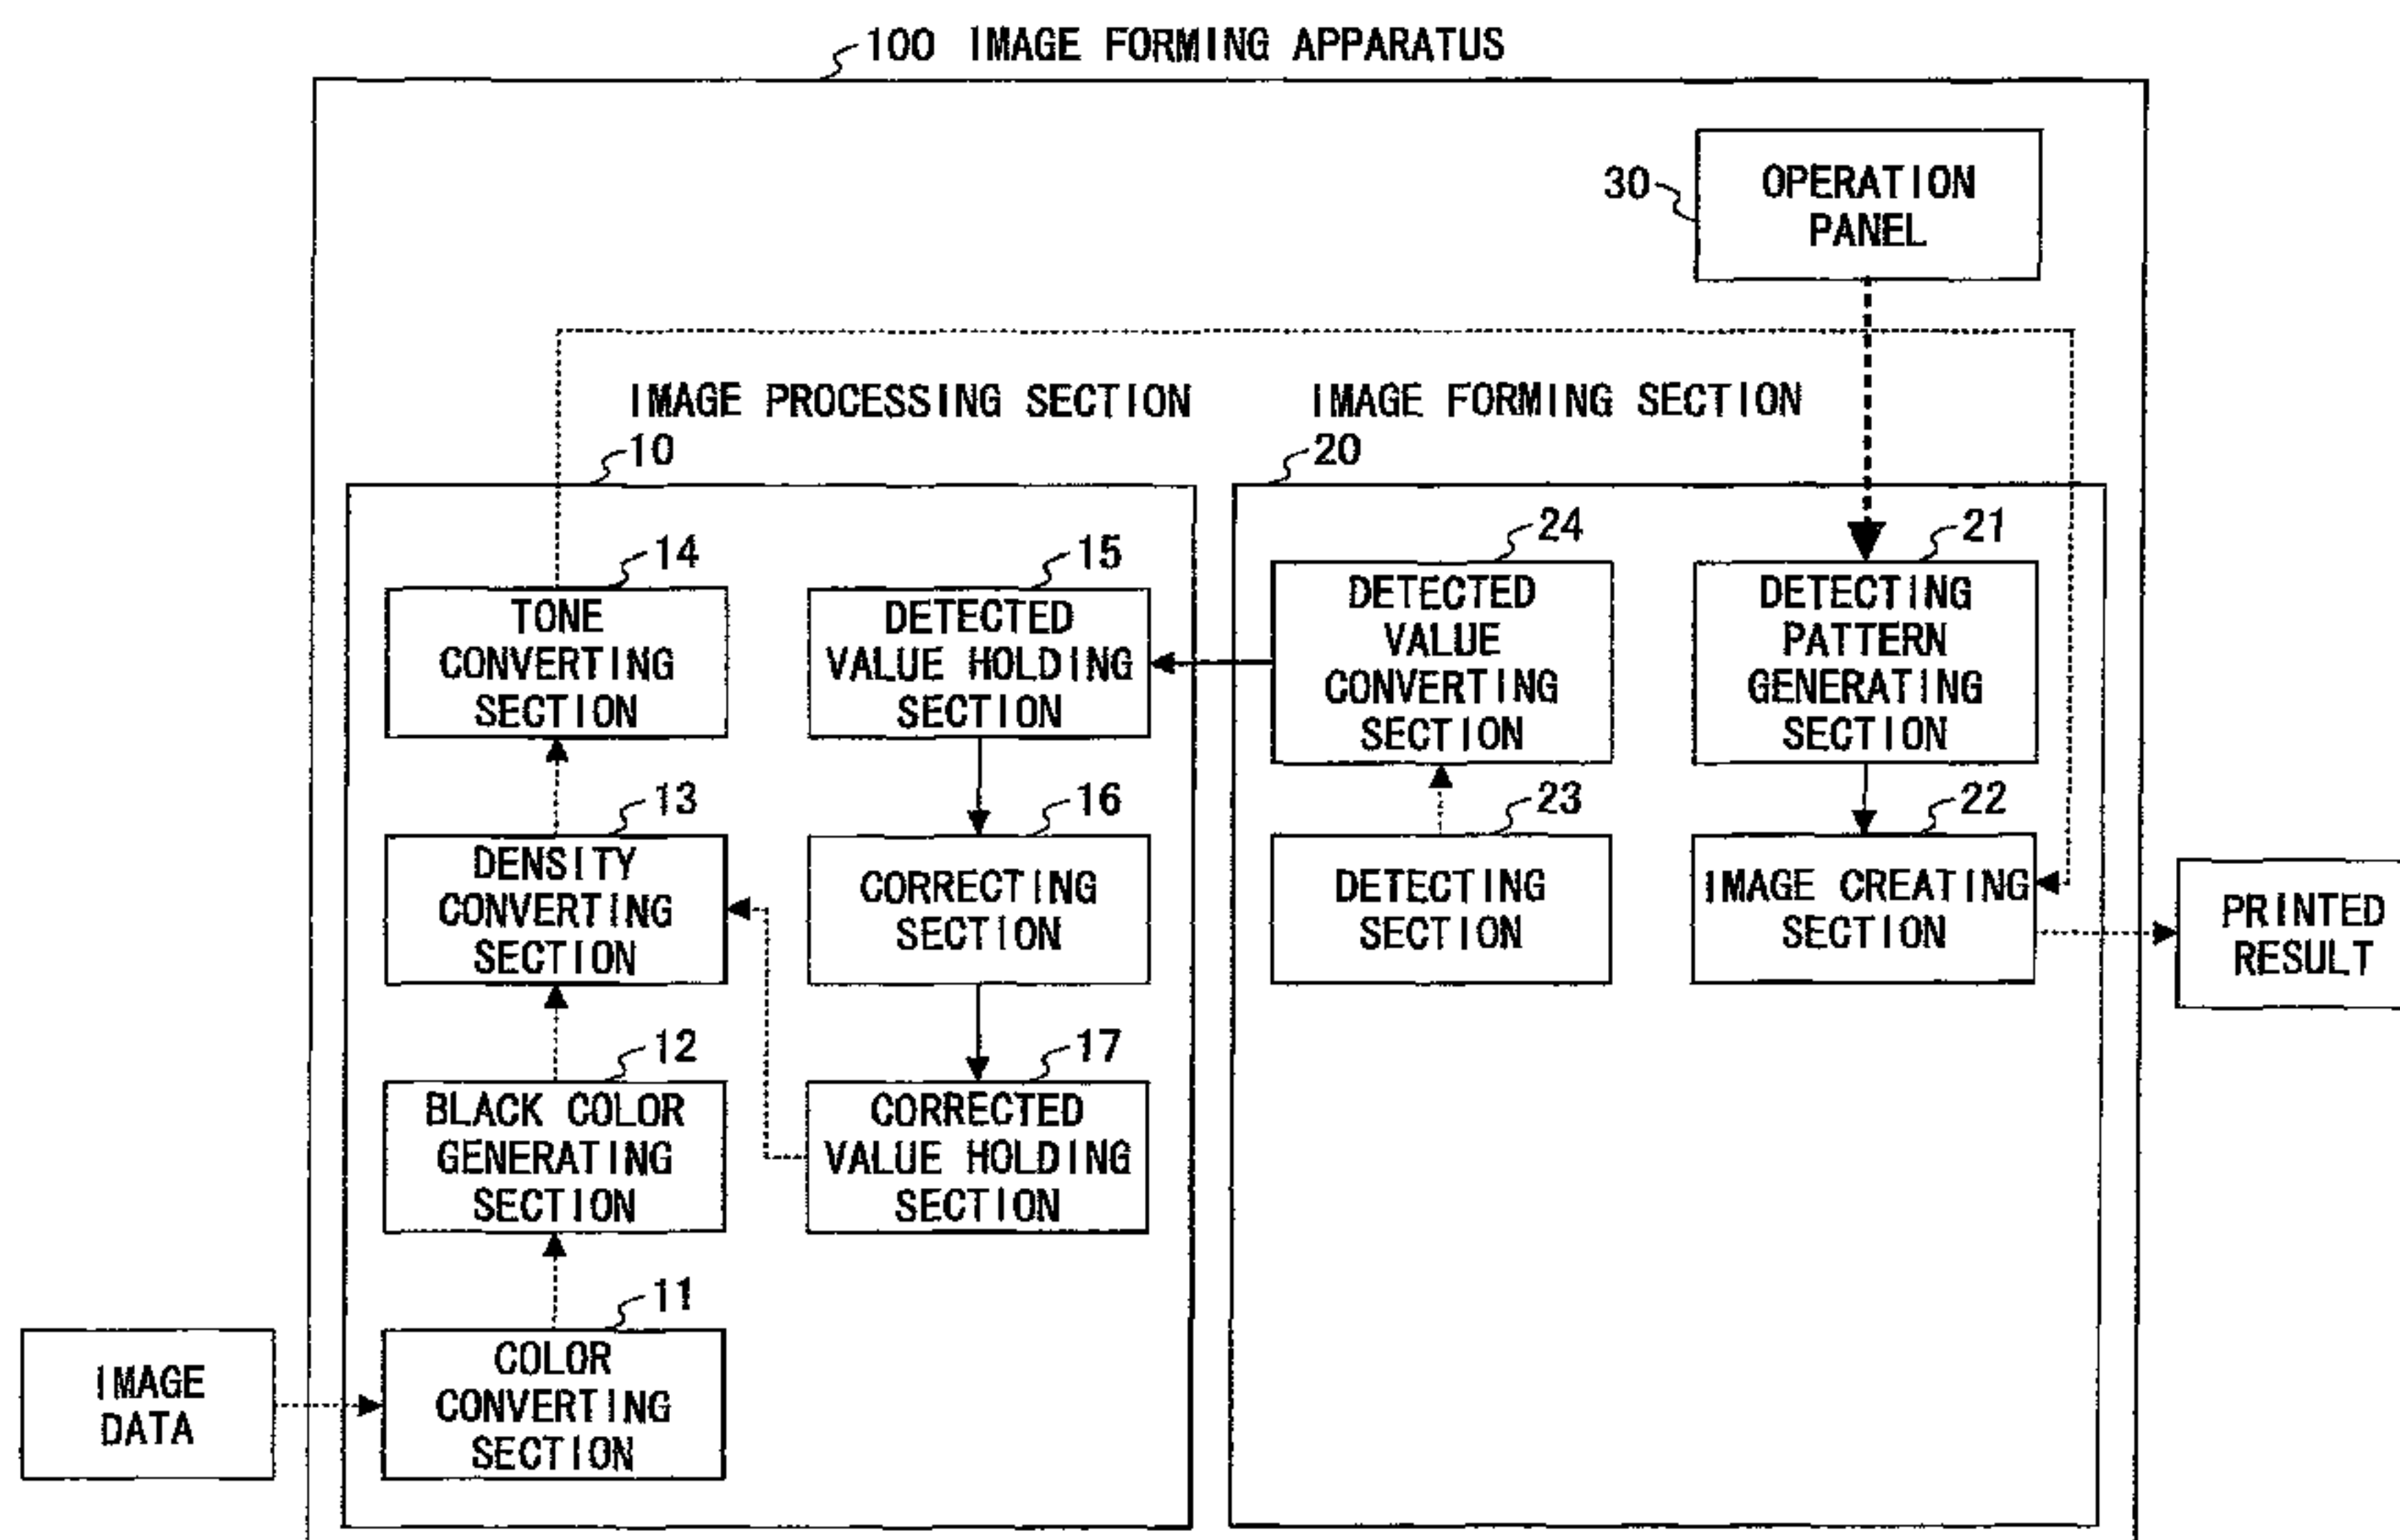 100 IMAGE FORMING APPARATUS
30
OPERATION
PANEL
IMAGE PROCESSING SECTION
10
IMAGE FORMING SECTION
20
14
TONE
CONVERTING
SECTION
15
DETECTED
VALUE HOLDING
SECTION
24
DETECTED
VALUE
CONVERTING
SECTION
21
DETECTING
PATTERN
GENERATING
SECTION
13
DENSITY
CONVERTING
SECTION
16
CORRECTING
SECTION
23
DETECTING
SECTION
22
IMAGE CREATING
SECTION
PRINTED
RESULT
12
BLACK COLOR
GENERATING
SECTION
17
CORRECTED
VALUE HOLDING
SECTION
11
COLOR
CONVERTING
SECTION
IMAGE
DATA